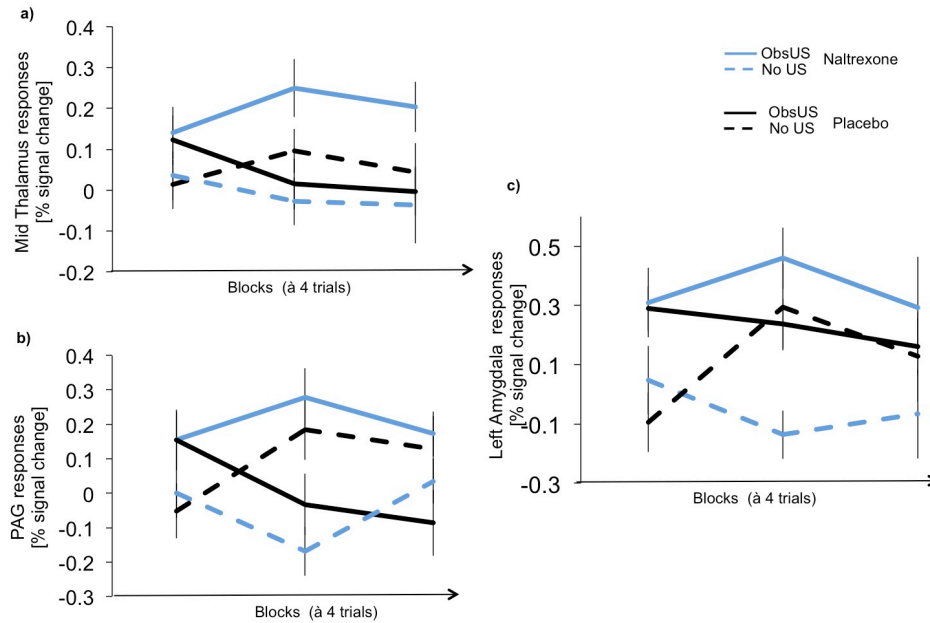 a)
Mid Thalamus responses
[% signal change]
0.4
0.3
0.2
0.1
0
-0.1
-0.2
Blocks (à 4 trials)
ObsUS Naltrexone
No US
ObsUS Placebo
No US
b)
PAG responses
[% signal change]
0.4
0.3
0.2
0.1
0
-0.1
-0.2
-0.3
Blocks (à 4 trials)
c)
Left Amygdala responses
[% signal change]
0.5
0.3
0.1
-0.1
-0.3
Blocks (à 4 trials)